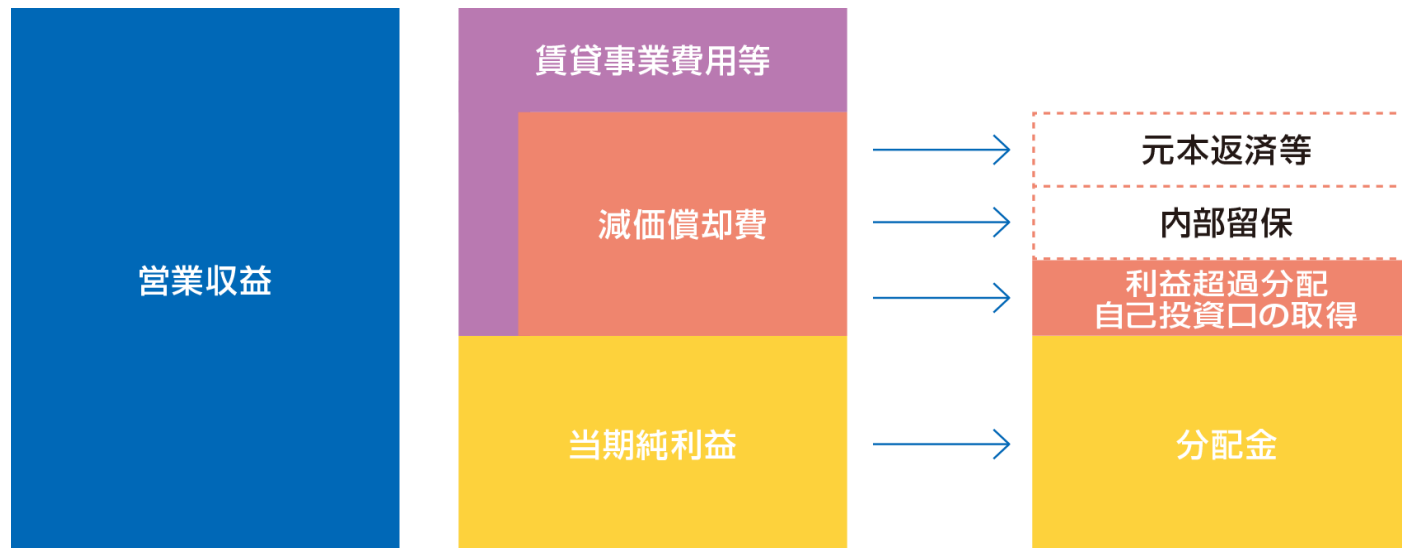 営業収益
賃貸事業費用等
減価償却費
当期純利益
元本返済等
内部留保
利益超過分配
自己投資口の取得
分配金